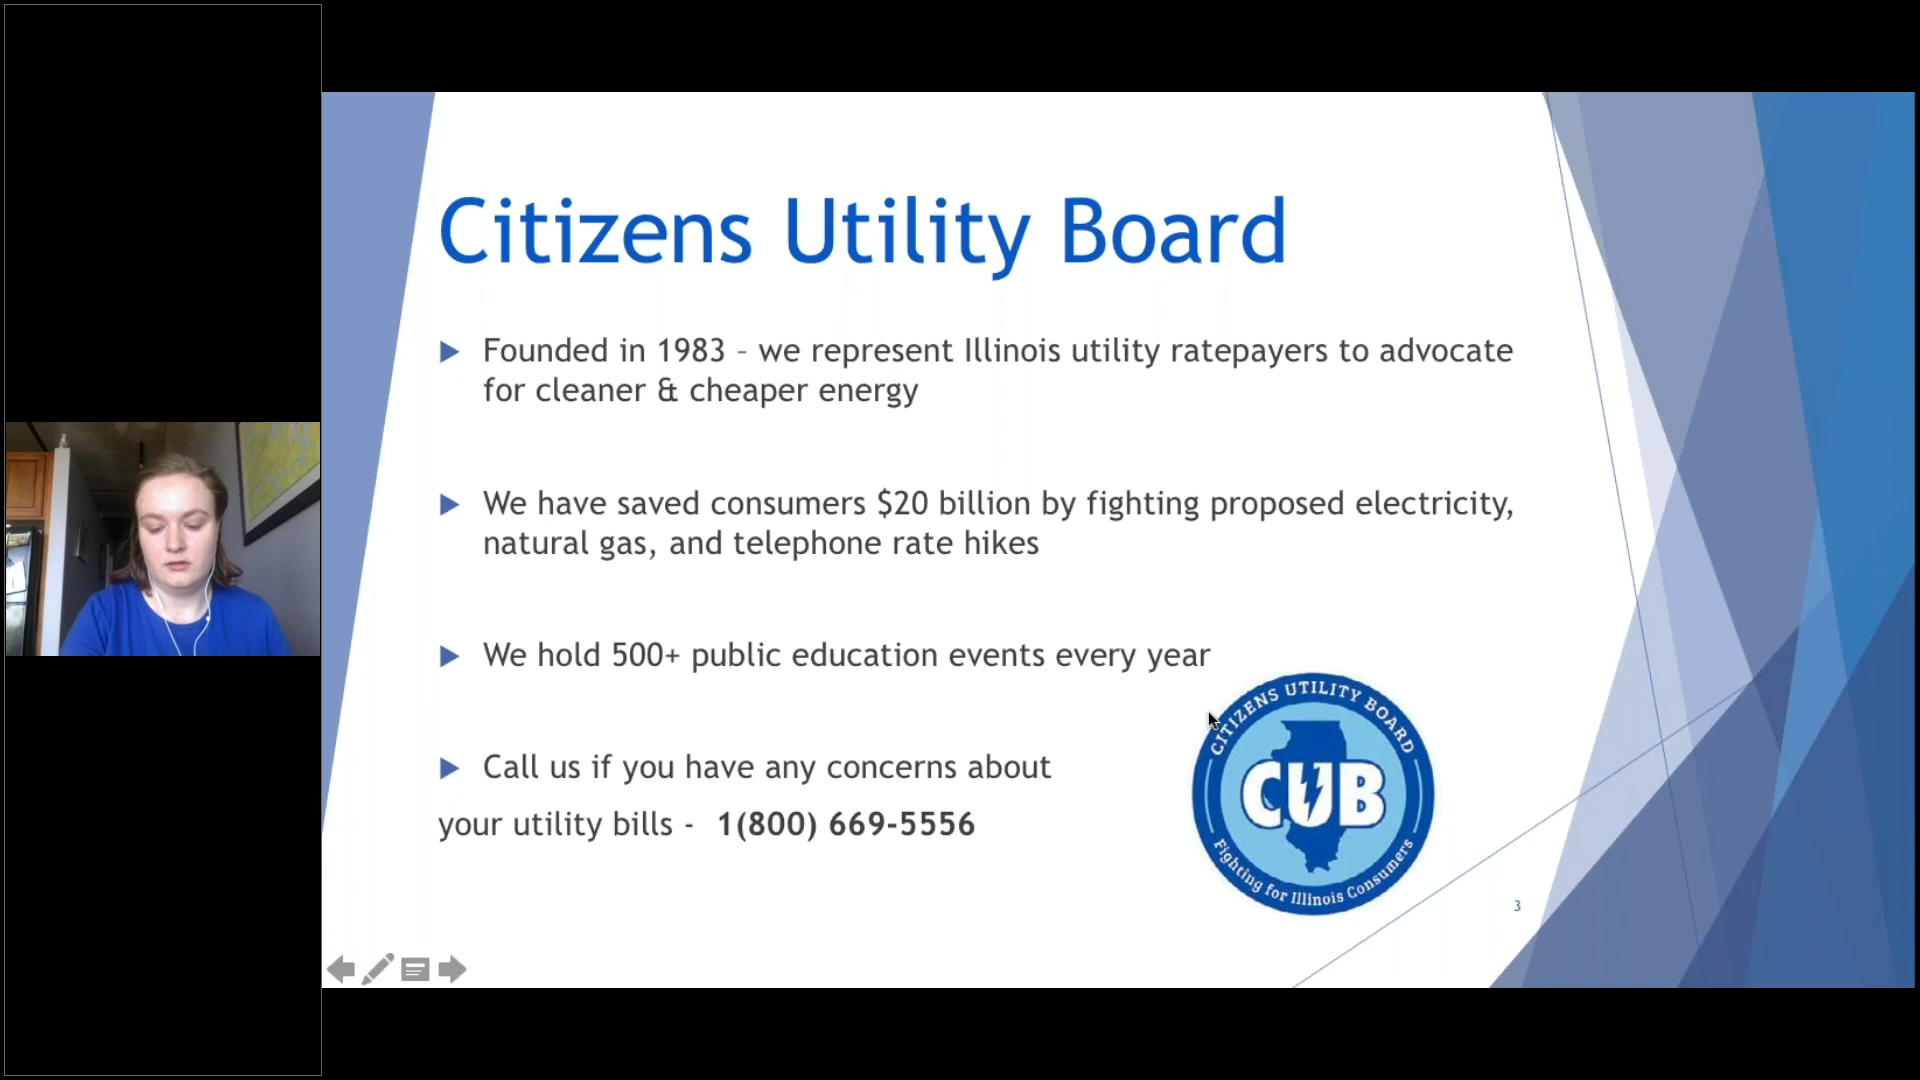 Citizens Utility Board
Founded in 1983 – we represent Illinois utility ratepayers to advocate
for cleaner & cheaper energy
We have saved consumers $20 billion by fighting proposed electricity,
natural gas, and telephone rate hikes
We hold 500+ public education events every year
Call us if you have any concerns about
your utility bills - 1(800) 669-5556
CITIZENS UTILITY BOARD
CUB
Fighting for Illinois Consumers
3